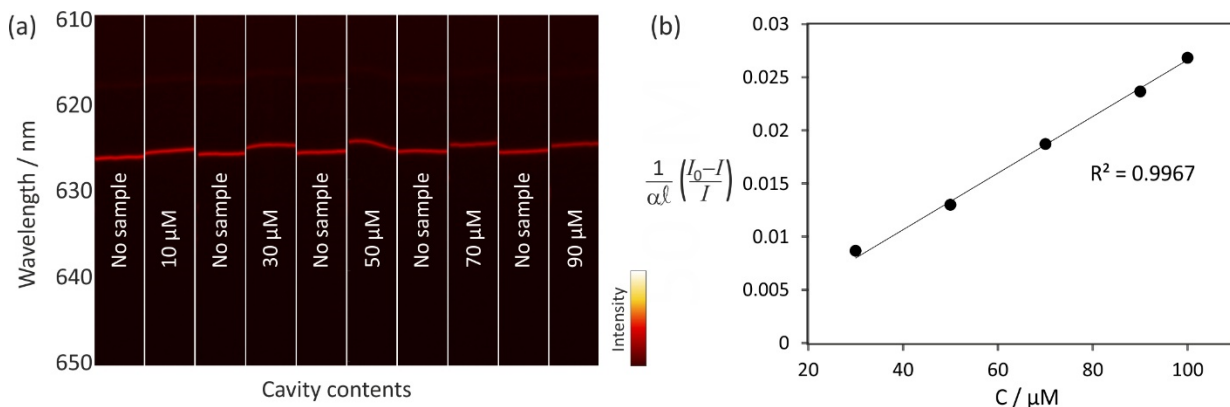 (a)
610
620
630
640
650
Wavelength / nm
No sample
10 µM
No sample
30 µM
No sample
50 µM
No sample
70 µM
No sample
90 µM
Cavity contents
Intensity
(b)
0.03
0.025
0.02
0.015
0.01
0.005
0
1/αℓ (I₀−I/I)
R² = 0.9967
20 40 60 80 100
C / µM